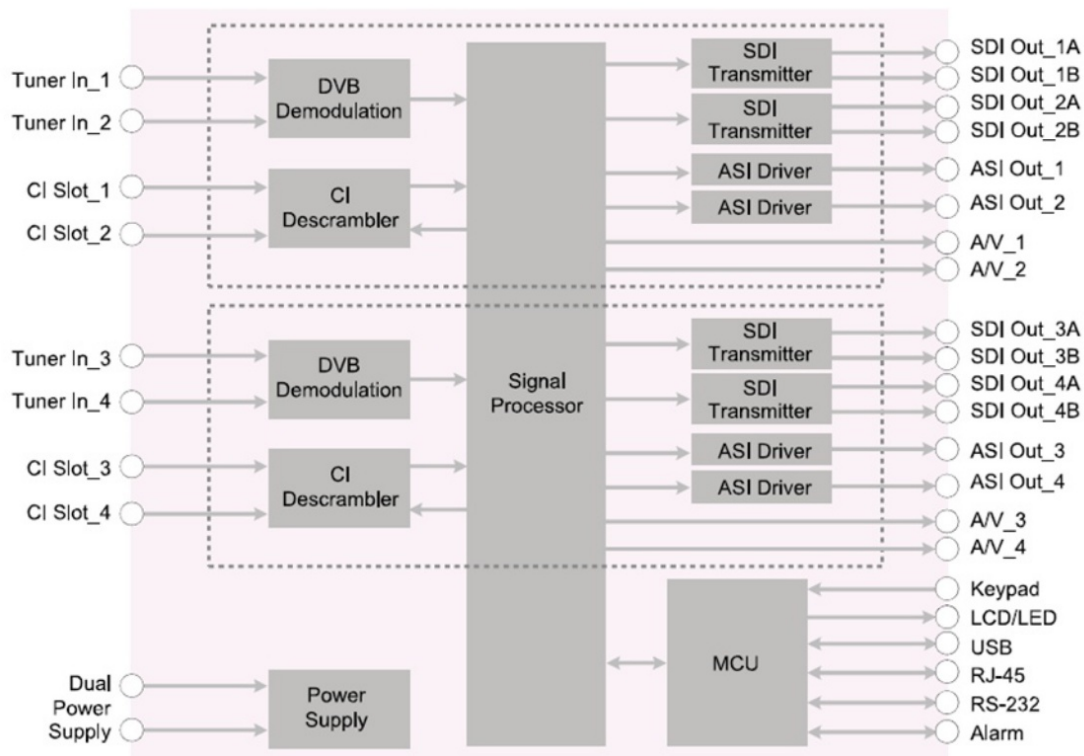 Tuner In_1
Tuner In_2
CI Slot_1
CI Slot_2
DVB
Demodulation
CI
Descrambler
SDI
Transmitter
SDI
Transmitter
ASI Driver
ASI Driver
SDI Out_1A
SDI Out_1B
SDI Out_2A
SDI Out_2B
ASI Out_1
ASI Out_2
A/V_1
A/V_2
Tuner In_3
Tuner In_4
CI Slot_3
CI Slot_4
DVB
Demodulation
CI
Descrambler
Signal
Processor
SDI
Transmitter
SDI
Transmitter
ASI Driver
ASI Driver
SDI Out_3A
SDI Out_3B
SDI Out_4A
SDI Out_4B
ASI Out_3
ASI Out_4
A/V_3
A/V_4
Dual
Power
Supply
Power
Supply
MCU
Keypad
LCD/LED
USB
RJ-45
RS-232
Alarm